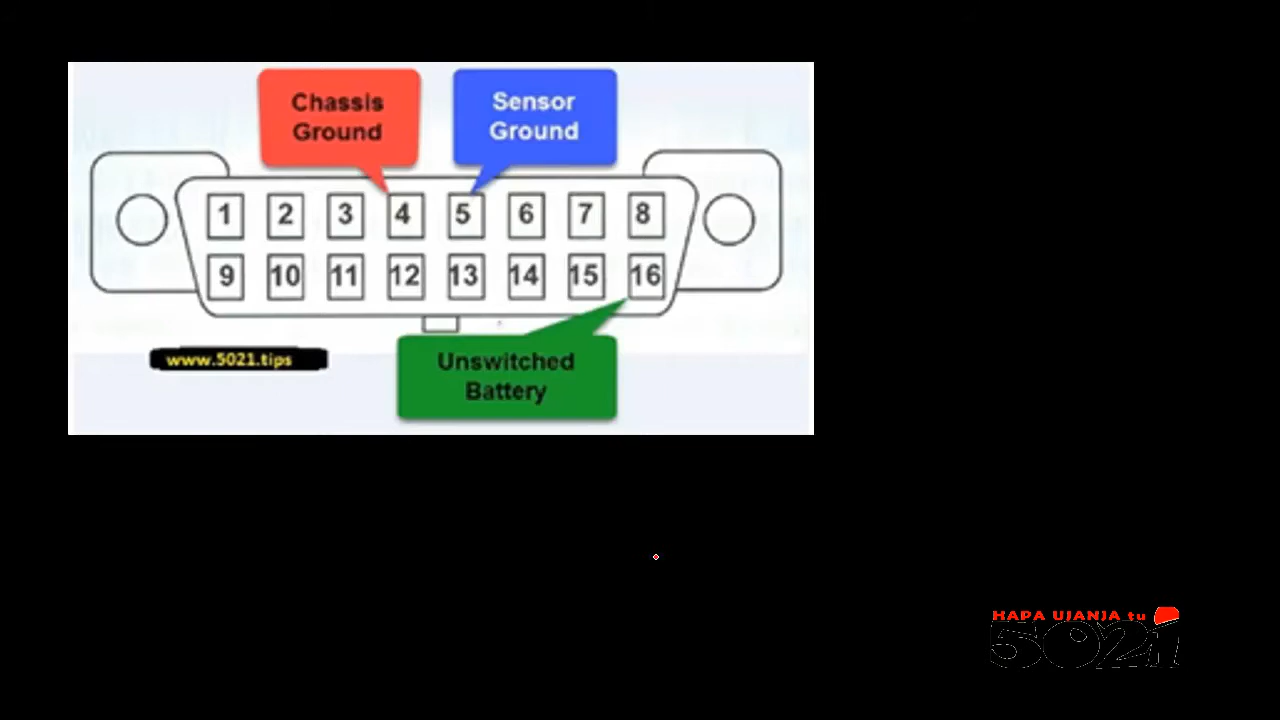 Chassis
Ground
Sensor
Ground
1 2 3 4 5 6 7 8
9 10 11 12 13 14 15 16
Unswitched
Battery
www.5021.tips
HAPA UJANJA tu
5021